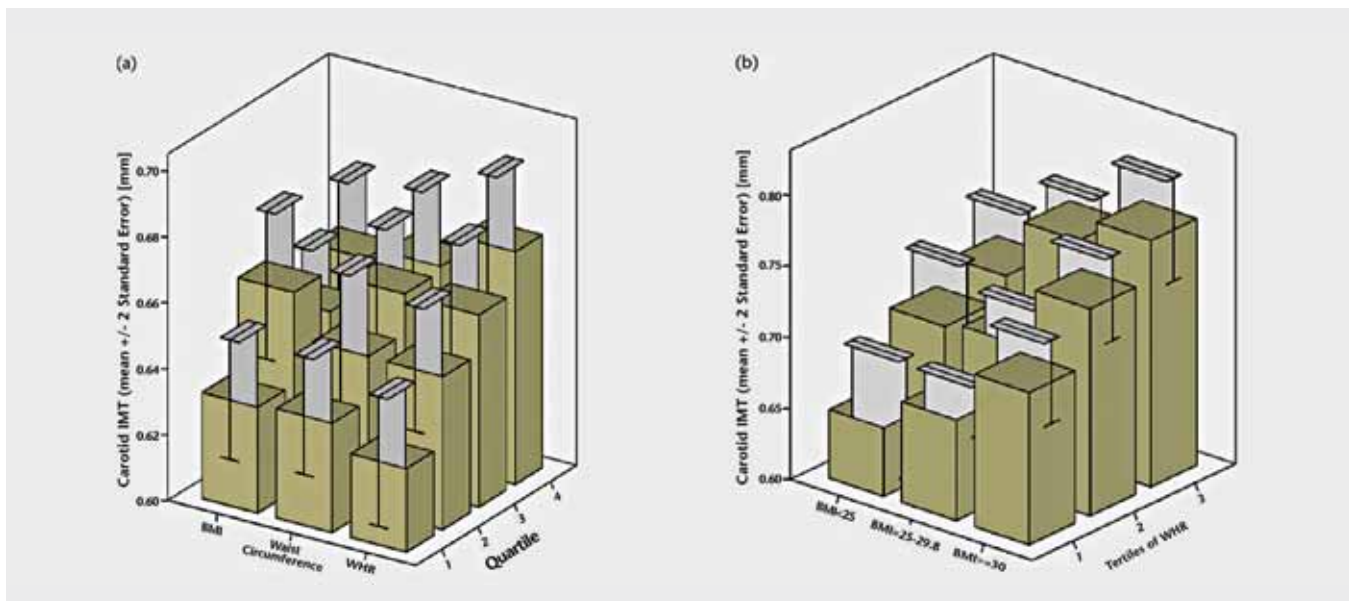 (a)
Carotid IMT (mean +/- 2 Standard Error) [mm]
0.70
0.68
0.66
0.64
0.62
0.60
BMI
Waist
Circumference
WHR
1
2
3
4
Quartile
(b)
Carotid IMT (mean +/- 2 Standard Error) [mm]
0.80
0.75
0.70
0.65
0.60
BMI<25
BMI=25-29.8
BMI>=30
1
2
3
Tertiles of WHR